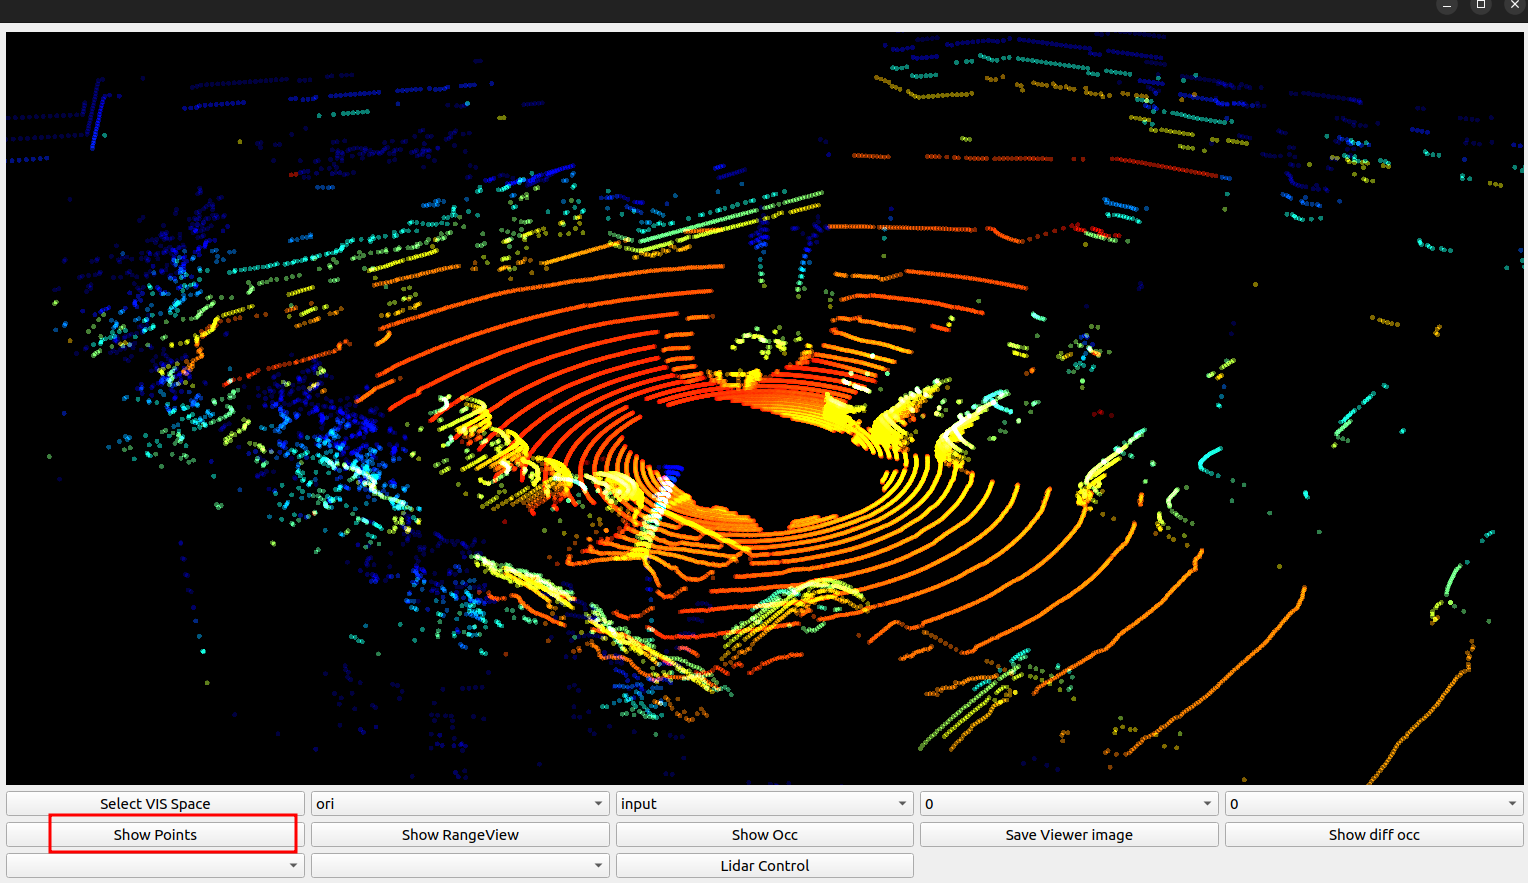 Select VIS Space
ori
input
0
0
Show Points
Show RangeView
Show Occ
Save Viewer image
Show diff occ
Lidar Control